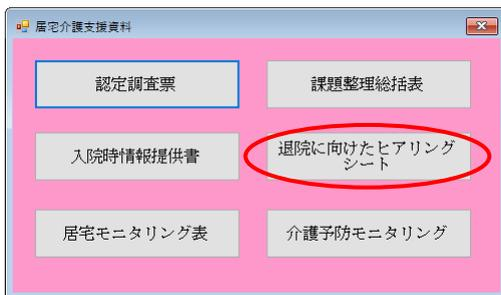 居宅介護支援資料
認定調査票
課題整理総括表
入院時情報提供書
退院に向けたヒアリング
シート
居宅モニタリング表
介護予防モニタリング